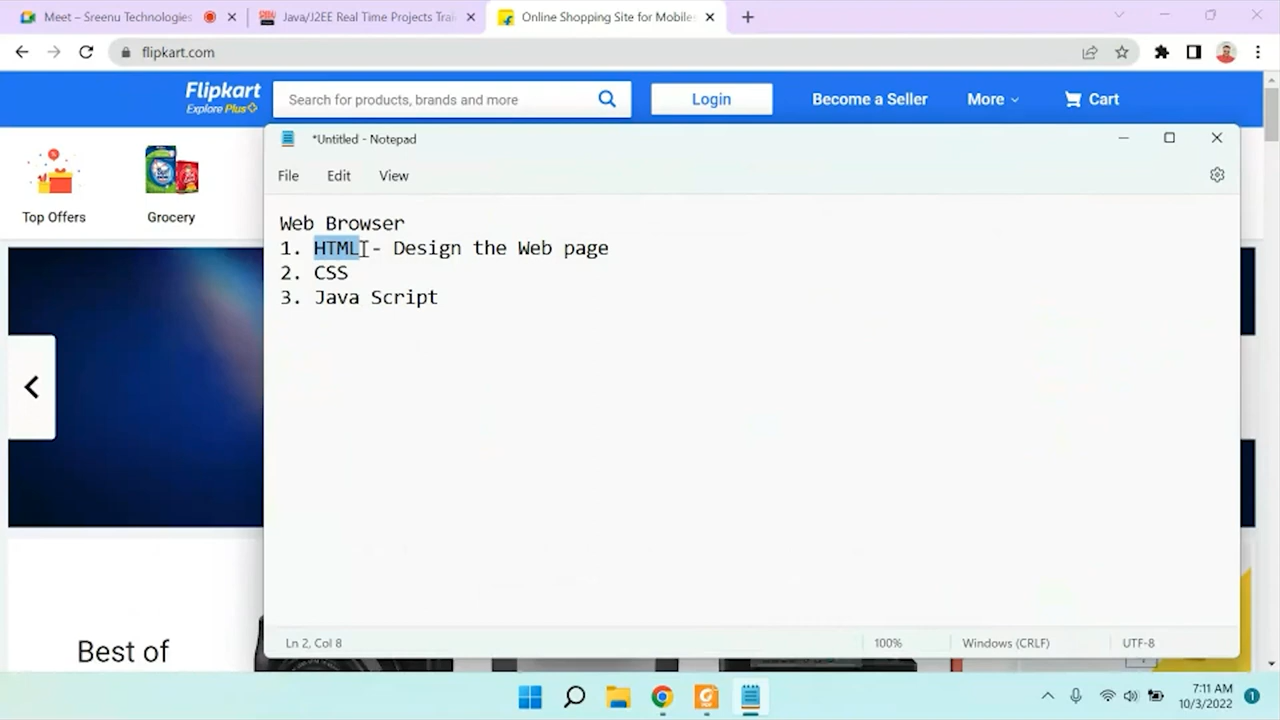 Meet – Sreenu Technologies
Java/J2EE Real Time Projects Trai
Online Shopping Site for Mobiles
flipkart.com
Flipkart
Explore Plus
Search for products, brands and more
Login
Become a Seller
More
Cart
Top Offers
Grocery
*Untitled - Notepad
File Edit View
Web Browser
1. HTML - Design the Web page
2. CSS
3. Java Script
Best of
Ln 2, Col 8
100%
Windows (CRLF)
UTF-8
7:11 AM
10/3/2022
1